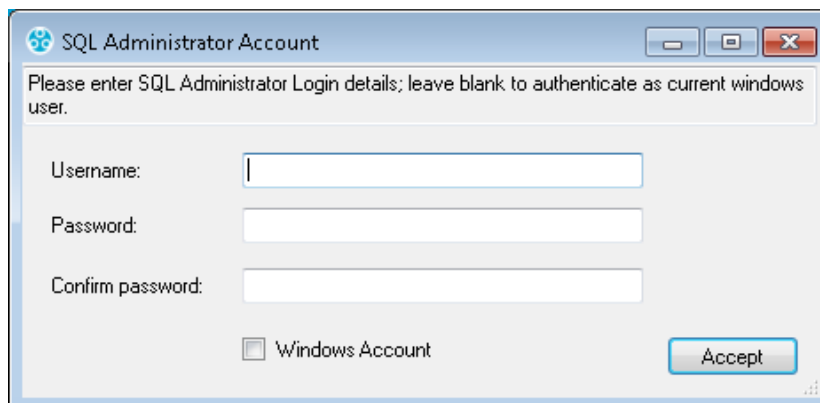 SQL Administrator Account
Please enter SQL Administrator Login details; leave blank to authenticate as current windows
user.
Username:
Password:
Confirm password:
Windows Account
Accept